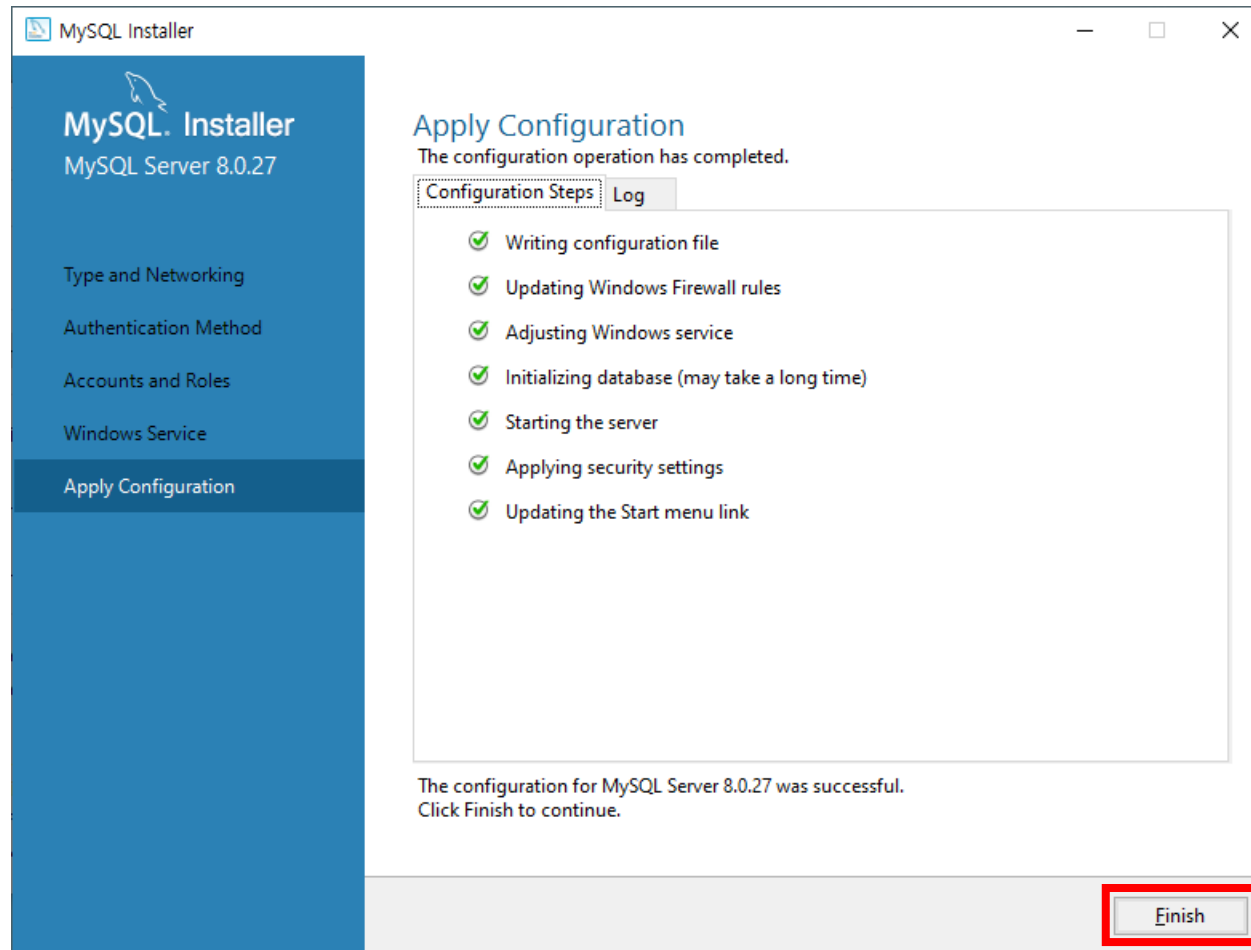 MySQL Installer
MySQL. Installer
MySQL Server 8.0.27
Type and Networking
Authentication Method
Accounts and Roles
Windows Service
Apply Configuration
Apply Configuration
The configuration operation has completed.
Configuration Steps Log
Writing configuration file
Updating Windows Firewall rules
Adjusting Windows service
Initializing database (may take a long time)
Starting the server
Applying security settings
Updating the Start menu link
The configuration for MySQL Server 8.0.27 was successful.
Click Finish to continue.
Finish